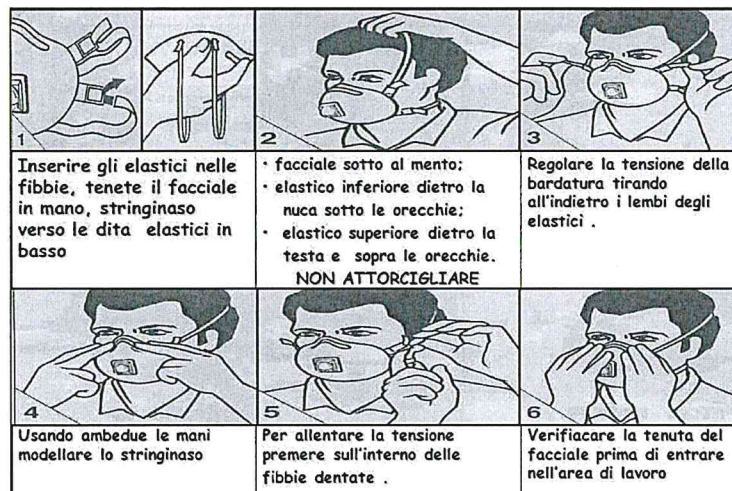 1
Inserire gli elastici nelle
fibbie, tenete il facciale
in mano, stringinaso
verso le dita elastici in
basso
2
· facciale sotto al mento;
· elastico inferiore dietro la
nuca sotto le orecchie;
· elastico superiore dietro la
testa e sopra le orecchie.
NON ATTORCIGLIARE
3
Regolare la tensione della
bardatura tirando
all'indietro i lembi degli
elastici .
4
Usando ambedue le mani
modellare lo stringinaso
5
Per allentare la tensione
premere sull'interno delle
fibbie dentate .
6
Verifiacare la tenuta del
facciale prima di entrare
nell'area di lavoro